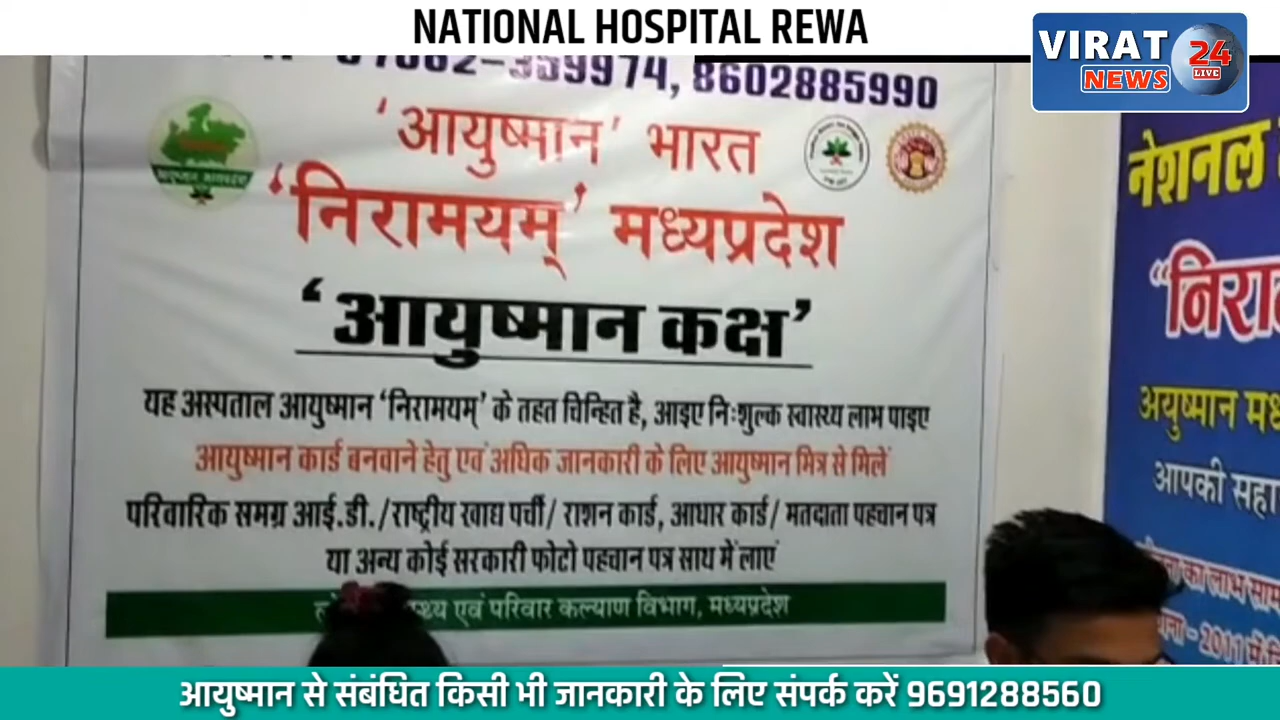 NATIONAL HOSPITAL REWA
VIRAT 24
NEWS LIVE
8602885990
'आयुष्मान' भारत
'निरामयम्' मध्यप्रदेश
'आयुष्मान कक्ष'
यह अस्पताल आयुष्मान 'निरामयम्' के तहत चिन्हित है, आइए निःशुल्क स्वास्थ्य लाभ पाइए
आयुष्मान कार्ड बनवाने हेतु एवं अधिक जानकारी के लिए आयुष्मान मित्र से मिलें
परिवारिक समग्र आई.डी./राष्ट्रीय खाद्य पर्ची/ राशन कार्ड, आधार कार्ड/ मतदाता पहचान पत्र
या अन्य कोई सरकारी फोटो पहचान पत्र साथ में लाएं
एवं परिवार कल्याण विभाग, मध्यप्रदेश
नेशनल
"निरा
अयुष्मान मध
आपकी सहा
का लाभ साम
- 2011 में
आयुष्मान से संबंधित किसी भी जानकारी के लिए संपर्क करें 9691288560